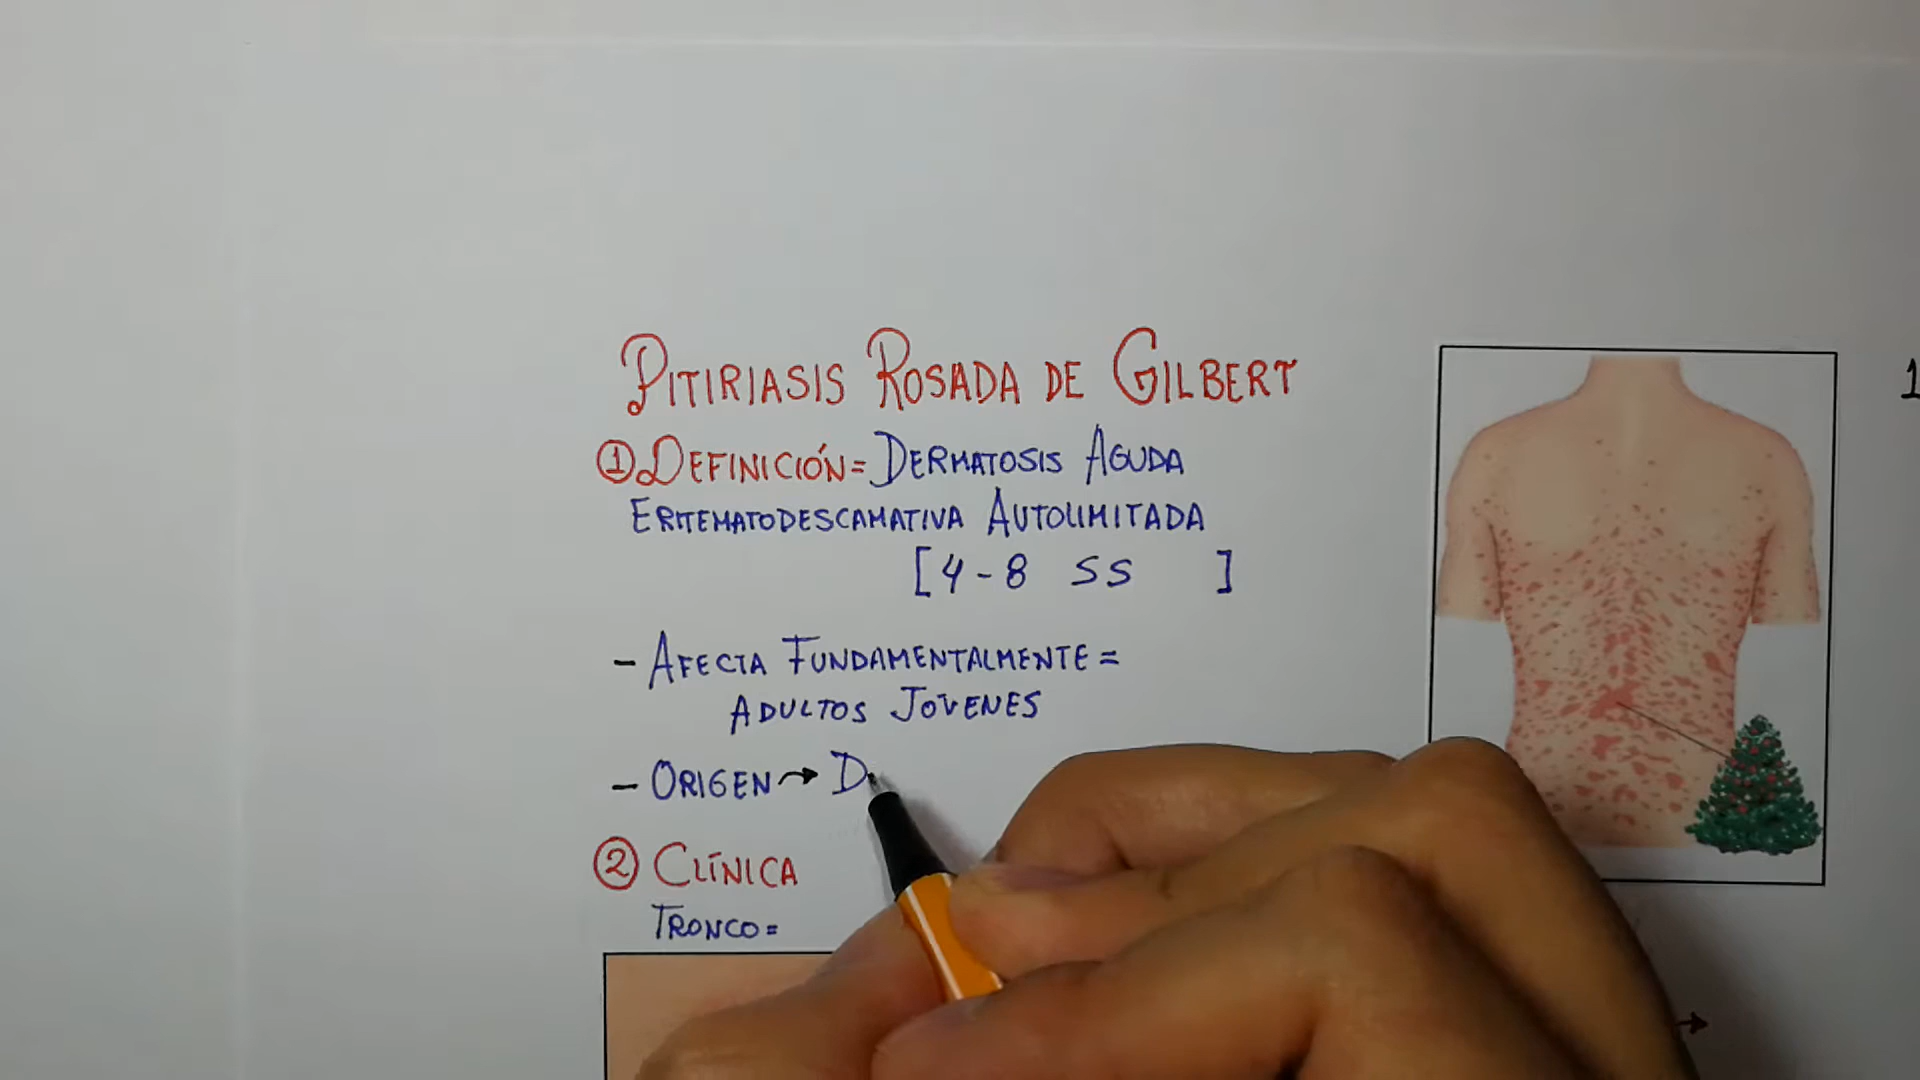 PITIRIASIS ROSADA DE GILBERT
① DEFINICIÓN = DERMATOSIS AGUDA
ERITEMATODESCAMATIVA AUTOLIMITADA
[4-8 SS ]
- AFECTA FUNDAMENTALMENTE =
ADULTOS JOVENES
- ORIGEN → D
② CLÍNICA
TRONCO =
1